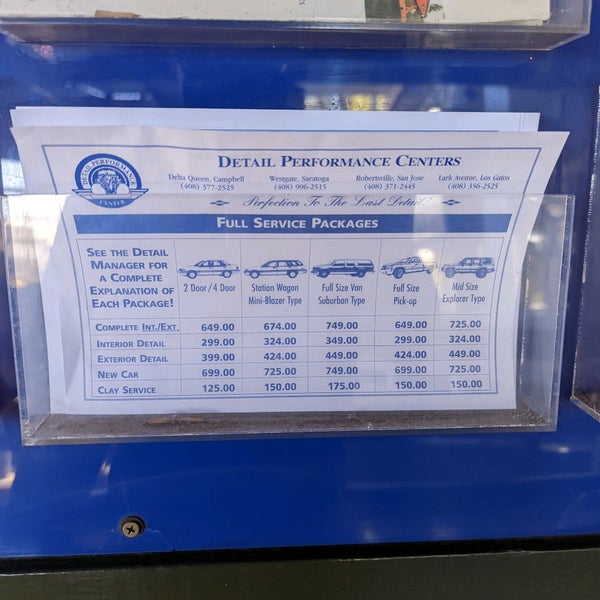 DETAIL PERFORMANCE CENTER
DETAIL PERFORMANCE CENTERS
Delta Queen, Campbell Westgate, Saratoga Robertsville, San Jose Lark Avenue, Los Gatos
(408) 377-2525 (408) 996-2515 (408) 371-2445 (408) 356-2525
Perfection To The Last Detail!
FULL SERVICE PACKAGES
SEE THE DETAIL
MANAGER FOR
A COMPLETE
EXPLANATION OF
EACH PACKAGE!
2 Door/4 Door
Station Wagon
Mini-Blazer Type
Full Size Van
Suburban Type
Full Size
Pick-up
Mid Size
Explorer Type
COMPLETE INT./EXT. 649.00 674.00 749.00 649.00 725.00
INTERIOR DETAIL 299.00 324.00 349.00 299.00 324.00
EXTERIOR DETAIL 399.00 424.00 449.00 424.00 449.00
NEW CAR 699.00 725.00 749.00 699.00 725.00
CLAY SERVICE 125.00 150.00 175.00 150.00 150.00